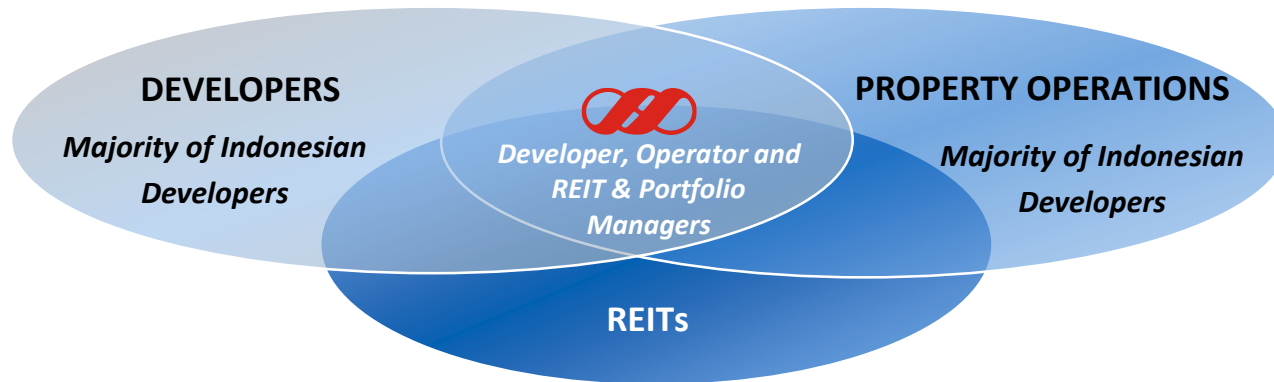 DEVELOPERS
Majority of Indonesian
Developers
Developer, Operator and
REIT & Portfolio
Managers
PROPERTY OPERATIONS
Majority of Indonesian
Developers
REITs